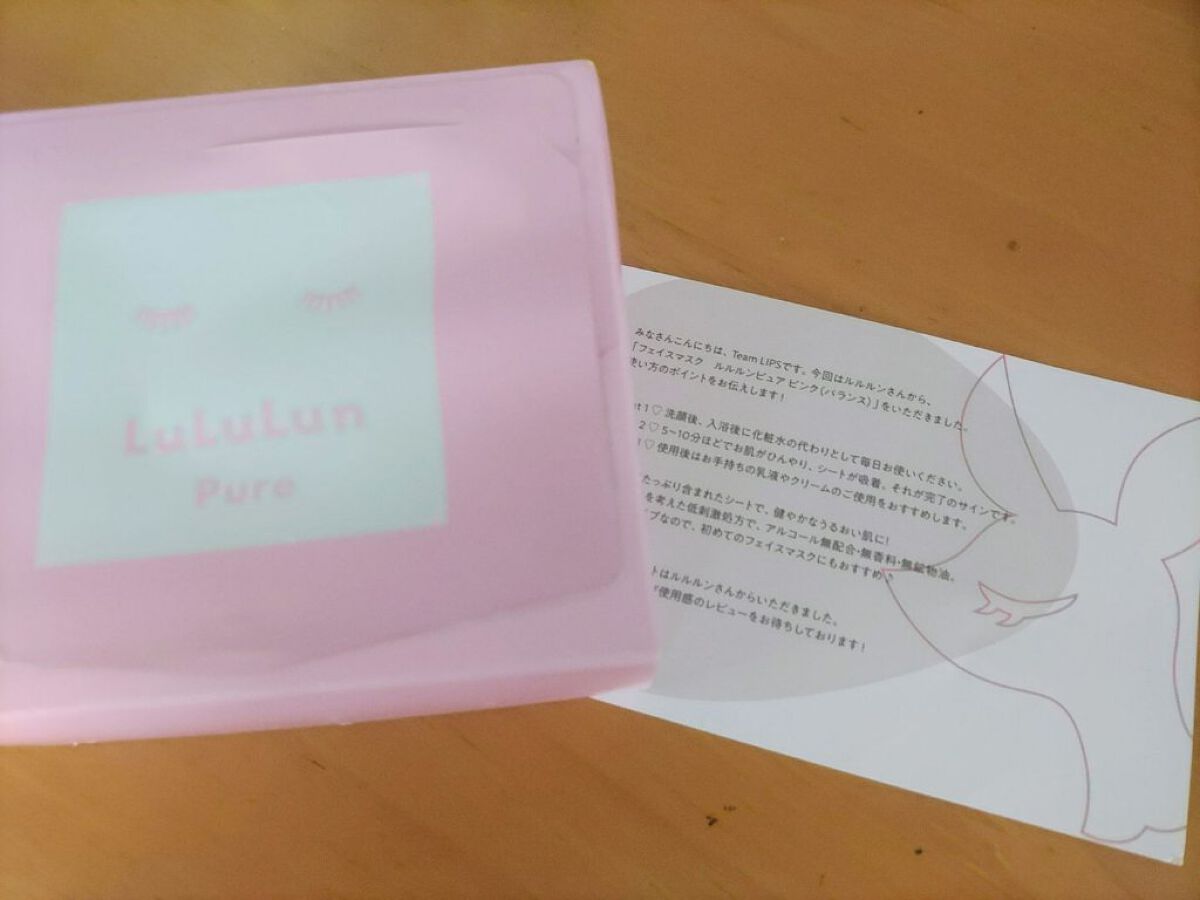 LuLuLun
Pure
みなさんこんにちは、Team LIPSです。今回はルルルンさんから、
「フェイスマスク ルルルンピュア ピンク(バランス)」をいただきました。
使い方のポイントをお伝えします!
1♡洗顔後、入浴後に化粧水の代わりとして毎日お使いください。
2♡5~10分ほどでお肌がひんやり、シートが吸着。それが完了のサインです。
♡使用後はお手持ちの乳液やクリームのご使用をおすすめします。
たっぷり含まれたシートで、健やかなうるおい肌に!
を考えた低刺激処方で、アルコール無配合・無香料・無鉱物油。
プなので、初めてのフェイスマスクにもおすすめ
トはルルルンさんからいただきました。
使用感のレビューをお待ちしております!